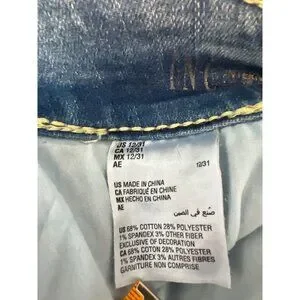 INC
US 12/31
CA 12/31
MX 12/31
AE 12/31
US MADE IN CHINA
CA FABRIQUÉ EN CHINE
MX HECHO EN CHINA
AE صنع في الصين
US 68% COTTON 28% POLYESTER
1% SPANDEX 3% OTHER FIBER
EXCLUSIVE OF DECORATION
CA 68% COTON 28% POLYESTER
1% SPANDEX 3% AUTRES FIBRES
GARNITURE NON COMPRISE